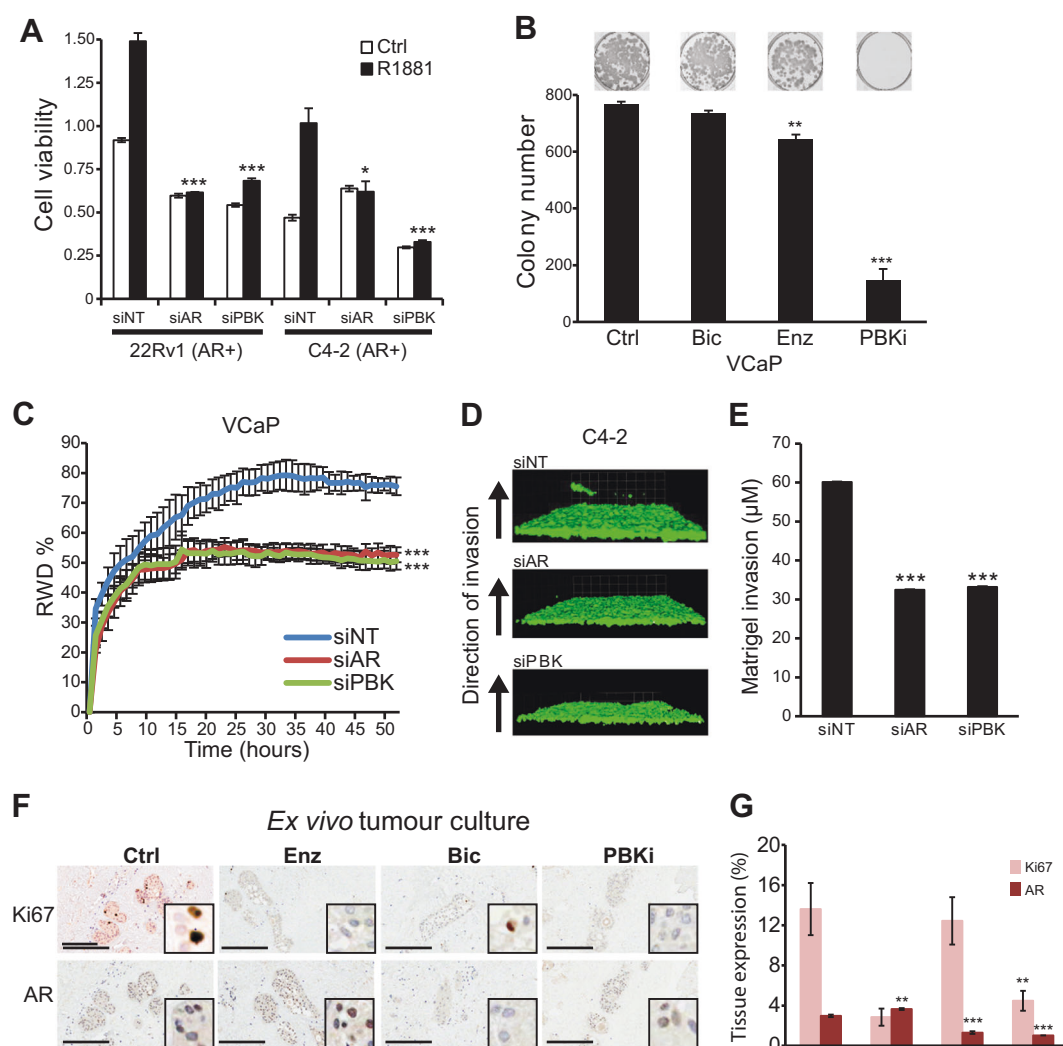 A
1.50
1.25
1.00
0.75
0.50
0.25
0
Cell viability
Ctrl
R1881
***
***
*
***
siNT siAR siPBK siNT siAR siPBK
22Rv1 (AR+) C4-2 (AR+)
B
800
600
400
200
0
Colony number
**
***
Ctrl Bic Enz PBKi
VCaP
C
VCaP
90
80
70
60
50
40
30
20
10
0
RWD %
***
***
siNT
siAR
siPBK
0 5 10 15 20 25 30 35 40 45 50
Time (hours)
D
C4-2
Direction of invasion
siNT
siAR
siPBK
E
70
60
50
40
30
20
10
0
Matrigel invasion (µM)
*** ***
siNT siAR siPBK
F
Ex vivo tumour culture
Ctrl Enz Bic PBKi
Ki67
AR
G
20
16
12
8
4
0
Tissue expression (%)
Ki67
AR
**
***
**
***